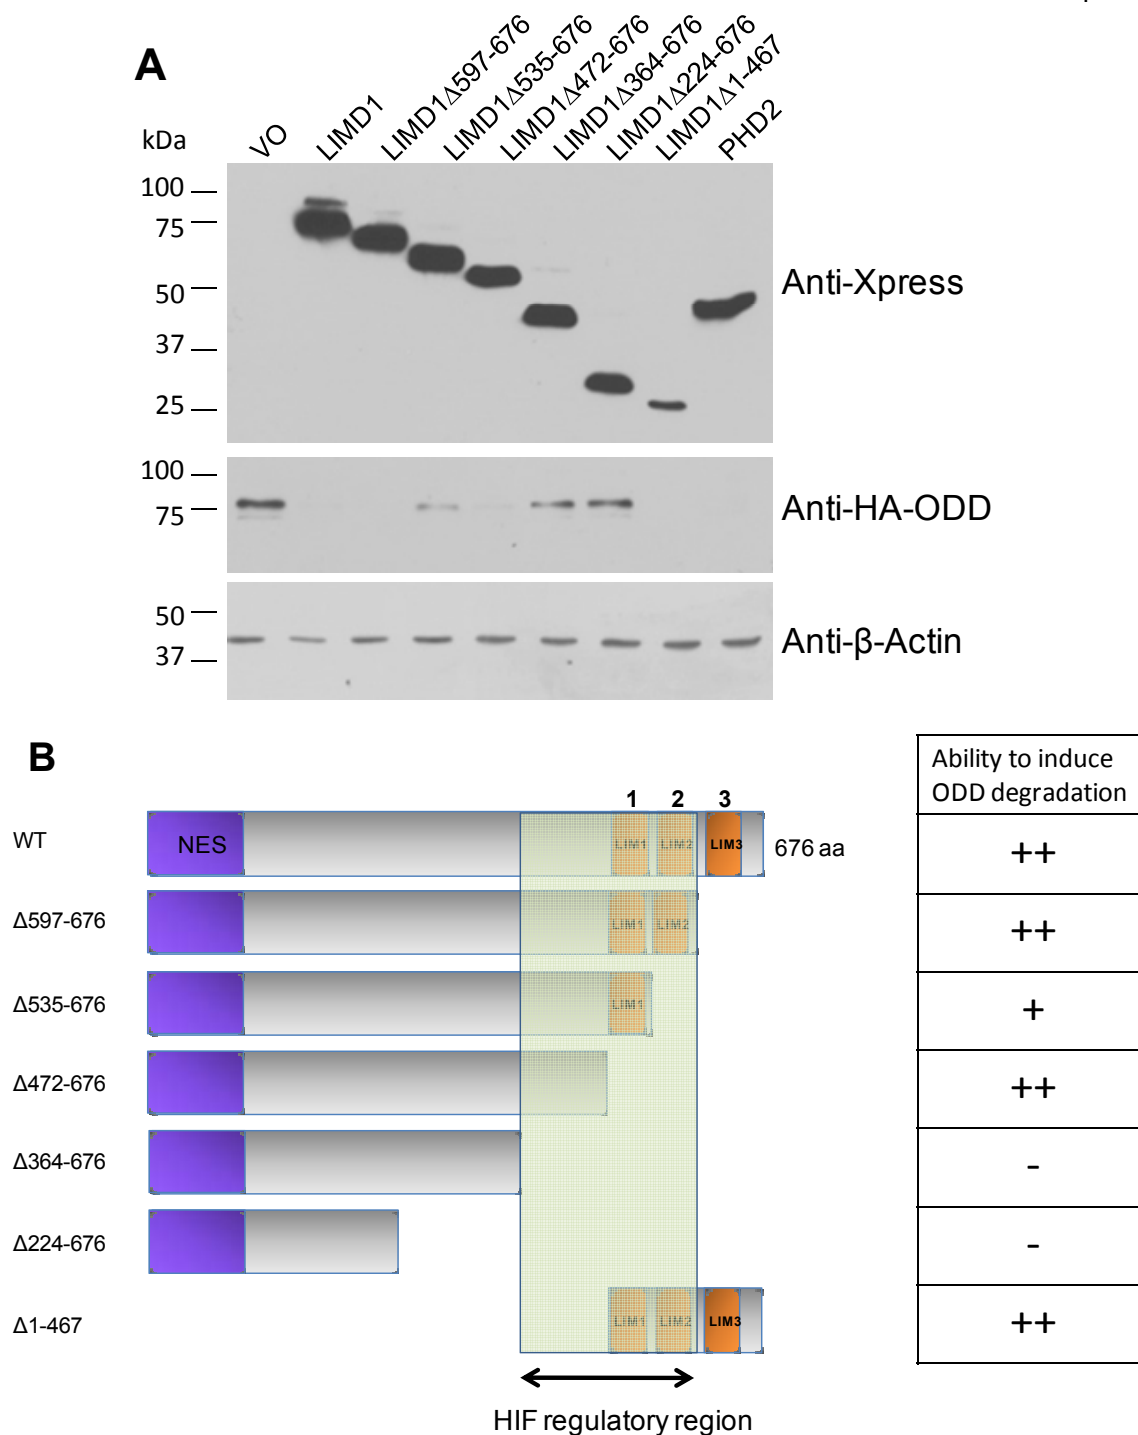 A
kDa
VO
LIMD1
LIMD1Δ597-676
LIMD1Δ535-676
LIMD1Δ472-676
LIMD1Δ364-676
LIMD1Δ224-676
LIMD1Δ1-467
PHD2
100
75
50
37
25
Anti-Xpress
100
75
Anti-HA-ODD
50
37
Anti-β-Actin
B
Ability to induce
ODD degradation
1 2 3
WT NES LIM1 LIM2 LIM3 676 aa ++
Δ597-676 LIM1 LIM2 ++
Δ535-676 LIM1 +
Δ472-676 ++
Δ364-676 -
Δ224-676 -
Δ1-467 LIM1 LIM2 LIM3 ++
HIF regulatory region